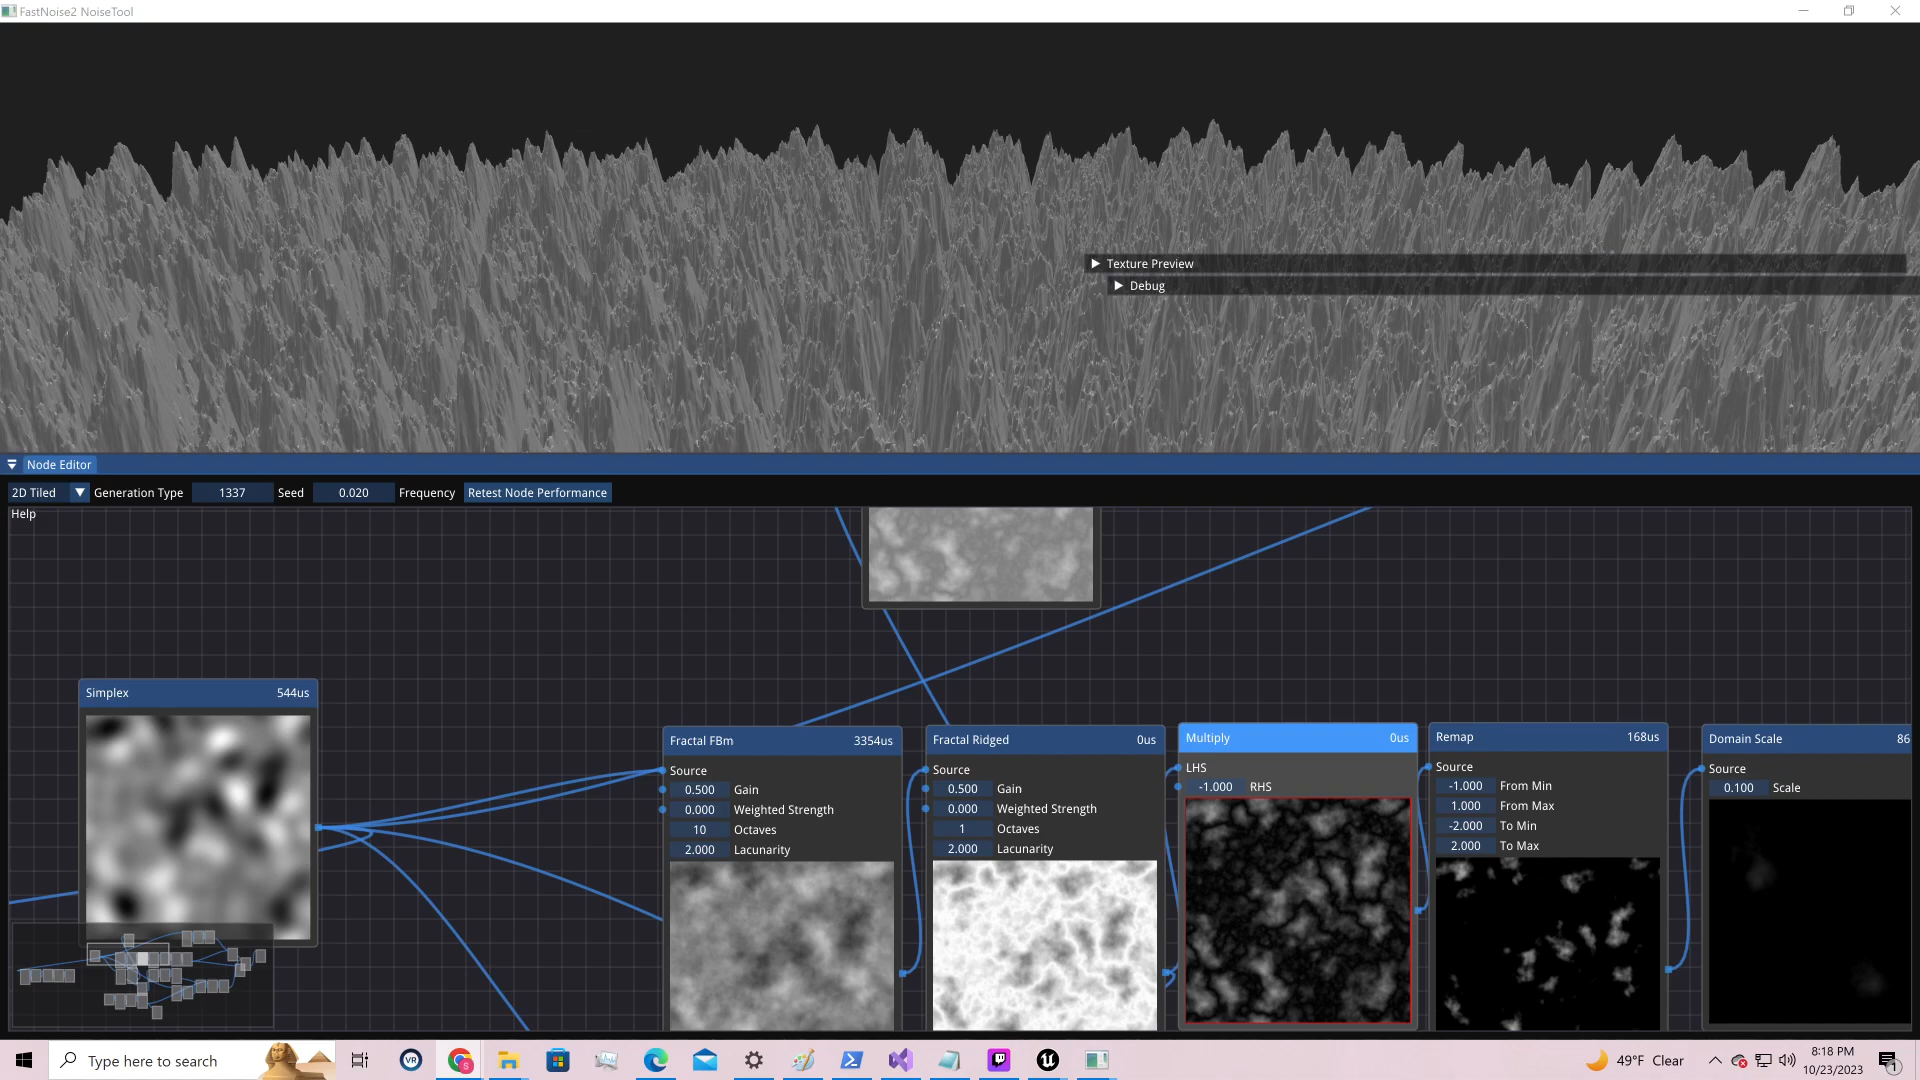 FastNoise2 NoiseTool
Texture Preview
Debug
Node Editor
2D Tiled Generation Type 1337 Seed 0.020 Frequency Retest Node Performance
Help
Simplex 544us
Fractal FBm 3354us
Source
0.500 Gain
0.000 Weighted Strength
10 Octaves
2.000 Lacunarity
Fractal Ridged 0us
Source
0.500 Gain
0.000 Weighted Strength
1 Octaves
2.000 Lacunarity
Multiply 0us
LHS
-1.000 RHS
Remap 168us
Source
-1.000 From Min
1.000 From Max
-2.000 To Min
2.000 To Max
Domain Scale 86
Source
0.100 Scale
Type here to search
VR
S
49°F Clear
8:18 PM
10/23/2023
1